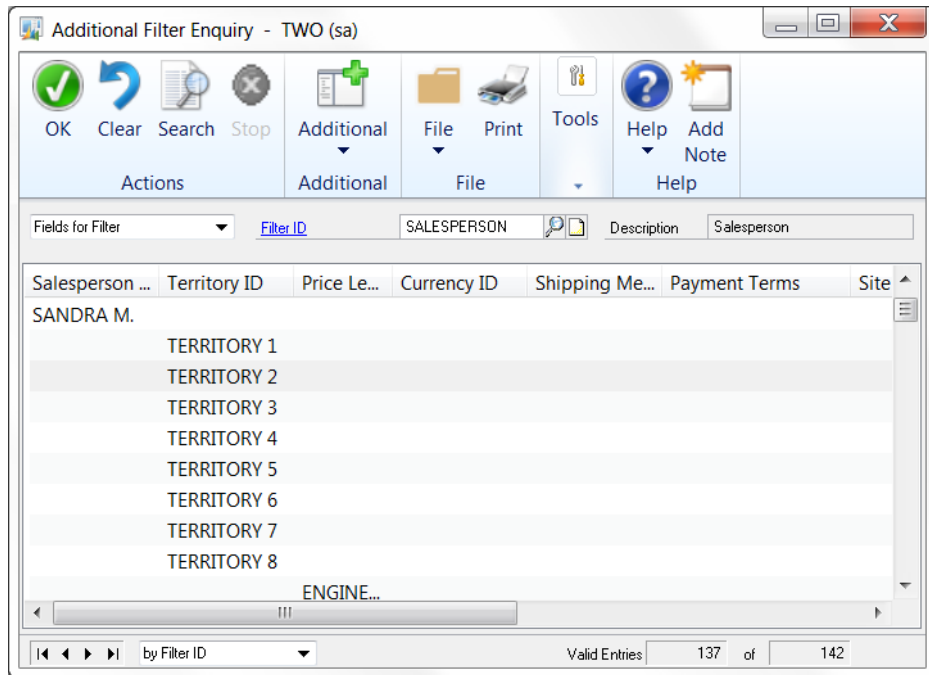 Additional Filter Enquiry - TWO (sa)
OK Clear Search Stop Additional File Print Tools Help Add Note
Actions Additional File Help
Fields for Filter Filter ID SALESPERSON Description Salesperson
Salesperson ... Territory ID Price Le... Currency ID Shipping Me... Payment Terms Site
SANDRA M.
TERRITORY 1
TERRITORY 2
TERRITORY 3
TERRITORY 4
TERRITORY 5
TERRITORY 6
TERRITORY 7
TERRITORY 8
ENGINE...
by Filter ID Valid Entries 137 of 142